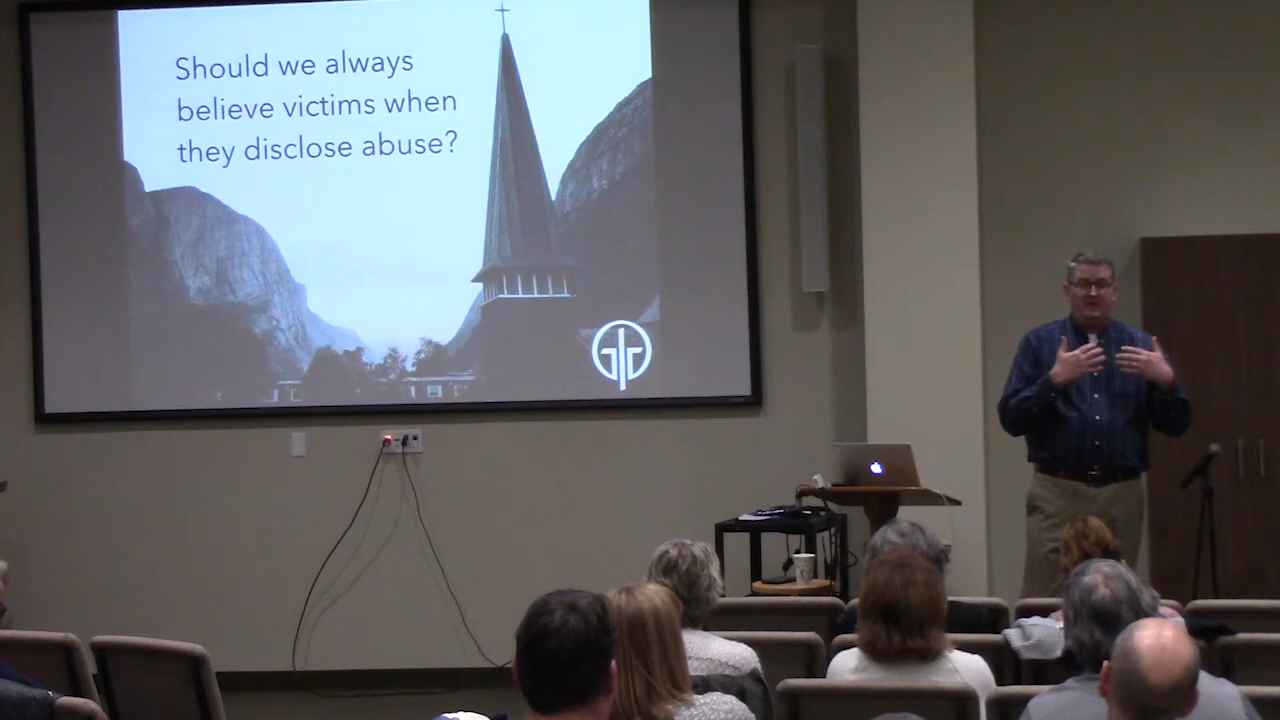 Should we always
believe victims when
they disclose abuse?